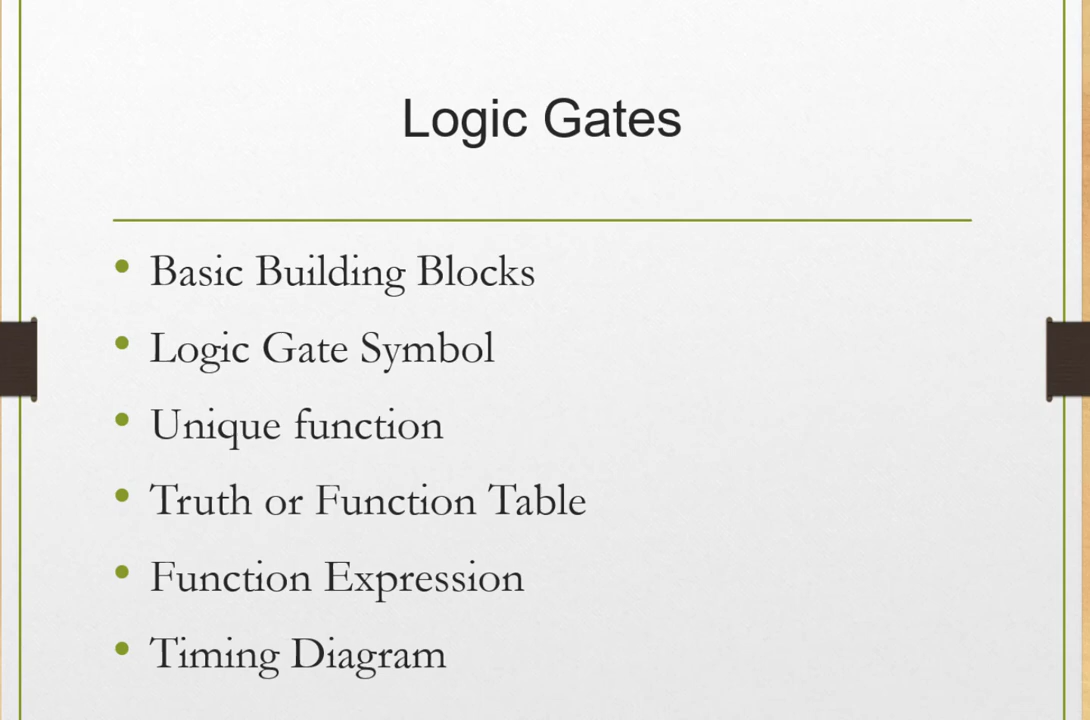 Logic Gates
Basic Building Blocks
Logic Gate Symbol
Unique function
Truth or Function Table
Function Expression
Timing Diagram